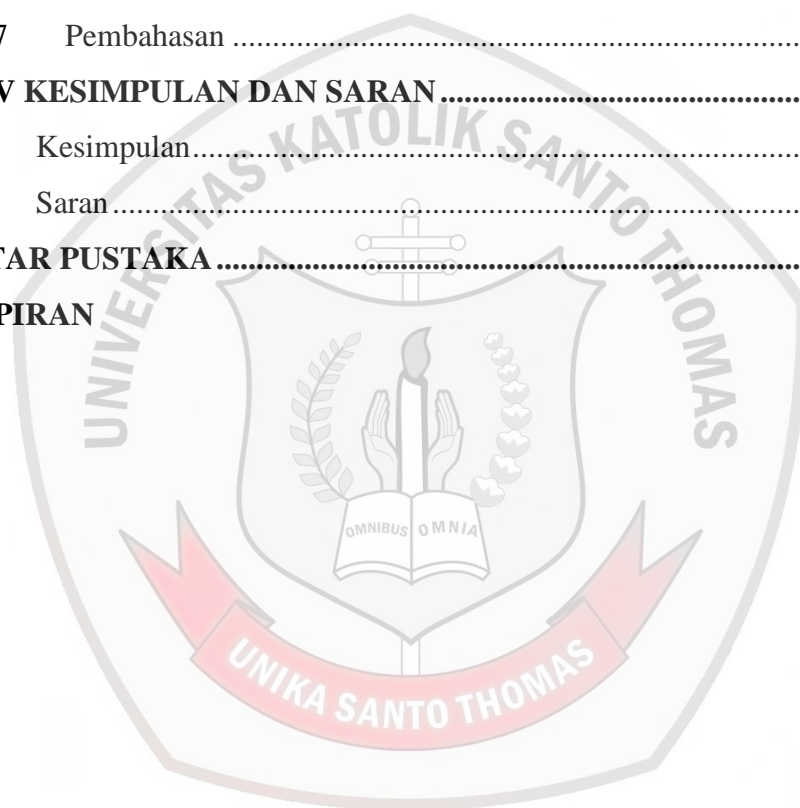 7 Pembahasan ........................................................................
V KESIMPULAN DAN SARAN ..............................................
Kesimpulan ............................................................................
Saran ......................................................................................
TAR PUSTAKA .........................................................................
PIRAN
UNIVERSITAS KATOLIK SANTO THOMAS
OMNIBUS OMNIA
UNIKA SANTO THOMAS